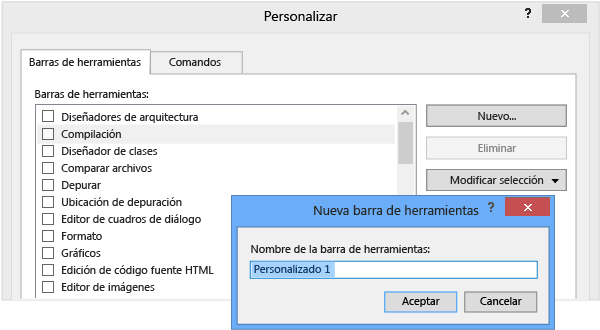 Personalizar
?
Barras de herramientas
Comandos
Barras de herramientas:
Diseñadores de arquitectura
Compilación
Diseñador de clases
Comparar archivos
Depurar
Ubicación de depuración
Editor de cuadros de diálogo
Formato
Gráficos
Edición de código fuente HTML
Editor de imágenes
Nuevo...
Eliminar
Modificar selección
Nueva barra de herramientas
?
Nombre de la barra de herramientas:
Personalizado 1
Aceptar
Cancelar